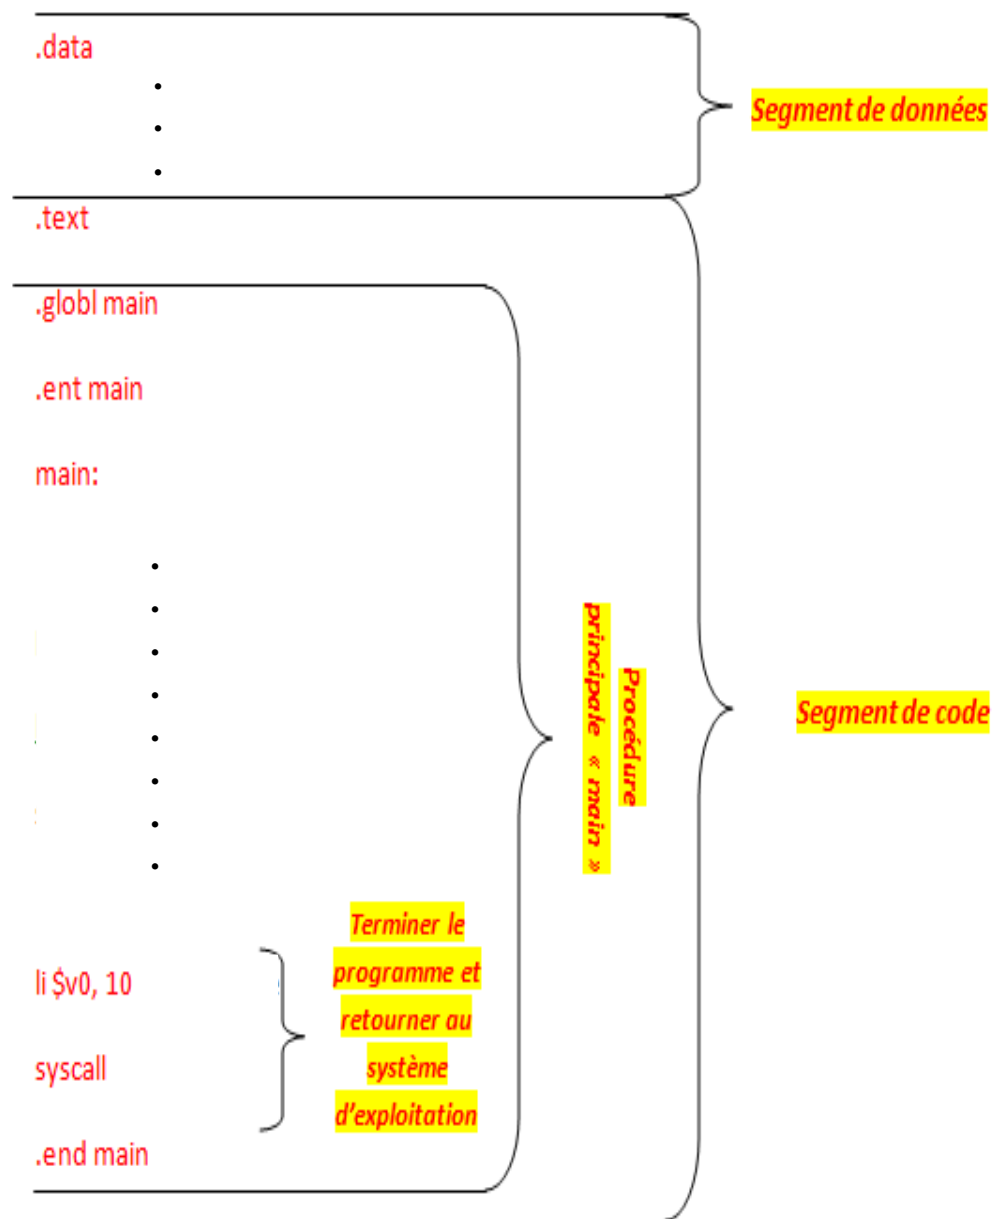 .data
Segment de données
.text
.globl main
.ent main
main:
Procédure
principale « main »
Segment de code
Terminer le
programme et
retourner au
système
d'exploitation
li $v0, 10
syscall
.end main